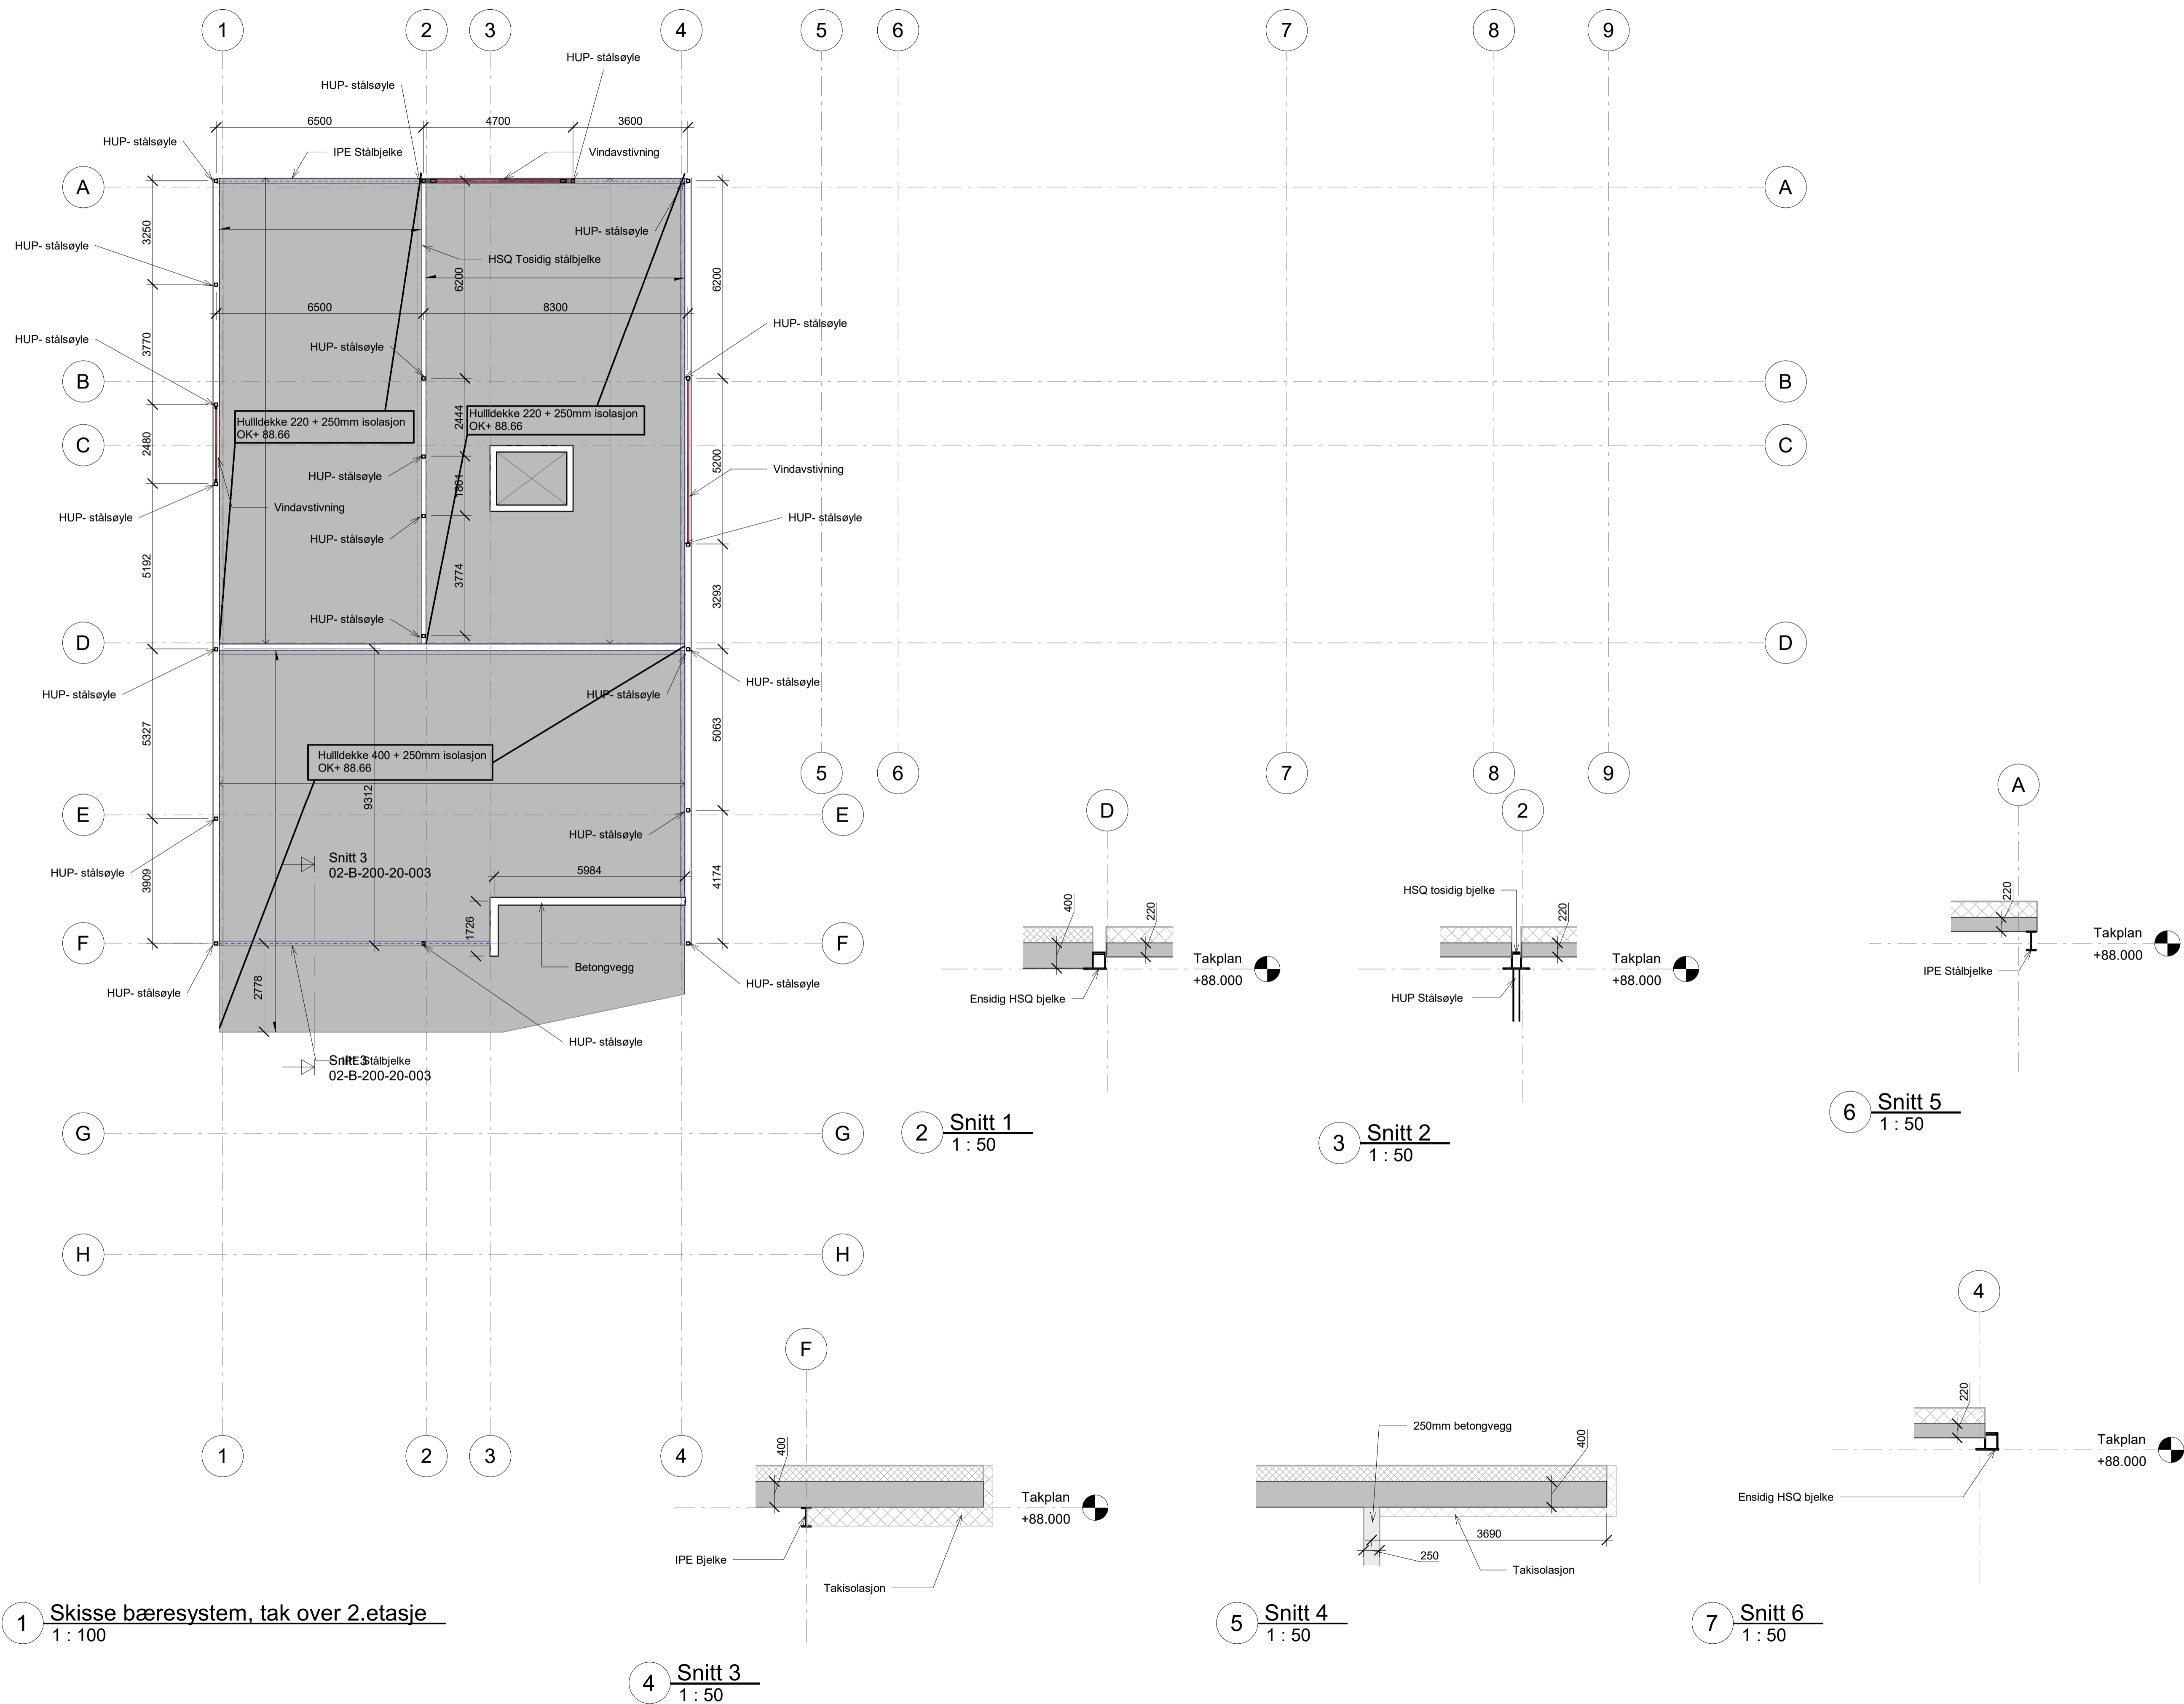 1
2
3
4
5
6
7
8
9
HUP- stålsøyle
HUP- stålsøyle
6500
4700
3600
HUP- stålsøyle
IPE Stålbjelke
Vindavstivning
A
A
3250
HUP- stålsøyle
HUP- stålsøyle
HSQ Tosidig stålbjelke
6200
6200
6500
8300
HUP- stålsøyle
HUP- stålsøyle
3770
HUP- stålsøyle
B
B
Hullldekke 220 + 250mm isolasjon
OK+ 88.66
2444
Hullldekke 220 + 250mm isolasjon
OK+ 88.66
C
C
2480
5200
HUP- stålsøyle
1861
Vindavstivning
Vindavstivning
HUP- stålsøyle
HUP- stålsøyle
HUP- stålsøyle
5192
3774
3293
HUP- stålsøyle
D
D
HUP- stålsøyle
HUP- stålsøyle
HUP- stålsøyle
5327
5063
Hullldekke 400 + 250mm isolasjon
OK+ 88.66
9312
5
6
7
8
9
E
E
HUP- stålsøyle
HUP- stålsøyle
Snitt 3
02-B-200-20-003
3909
5984
4174
1726
F
F
Betongvegg
HUP- stålsøyle
2778
HUP- stålsøyle
HUP- stålsøyle
IPE Stålbjelke
Snitt 3
02-B-200-20-003
G
G
H
H
1
2
3
4
1
Skisse bæresystem, tak over 2.etasje
1 : 100
D
400
220
Takplan
+88.000
Ensidig HSQ bjelke
2
Snitt 1
1 : 50
2
HSQ tosidig bjelke
220
Takplan
+88.000
HUP Stålsøyle
3
Snitt 2
1 : 50
A
220
Takplan
+88.000
IPE Stålbjelke
6
Snitt 5
1 : 50
F
400
Takplan
+88.000
IPE Bjelke
Takisolasjon
4
Snitt 3
1 : 50
250mm betongvegg
400
3690
250
Takisolasjon
5
Snitt 4
1 : 50
4
220
Takplan
+88.000
Ensidig HSQ bjelke
7
Snitt 6
1 : 50